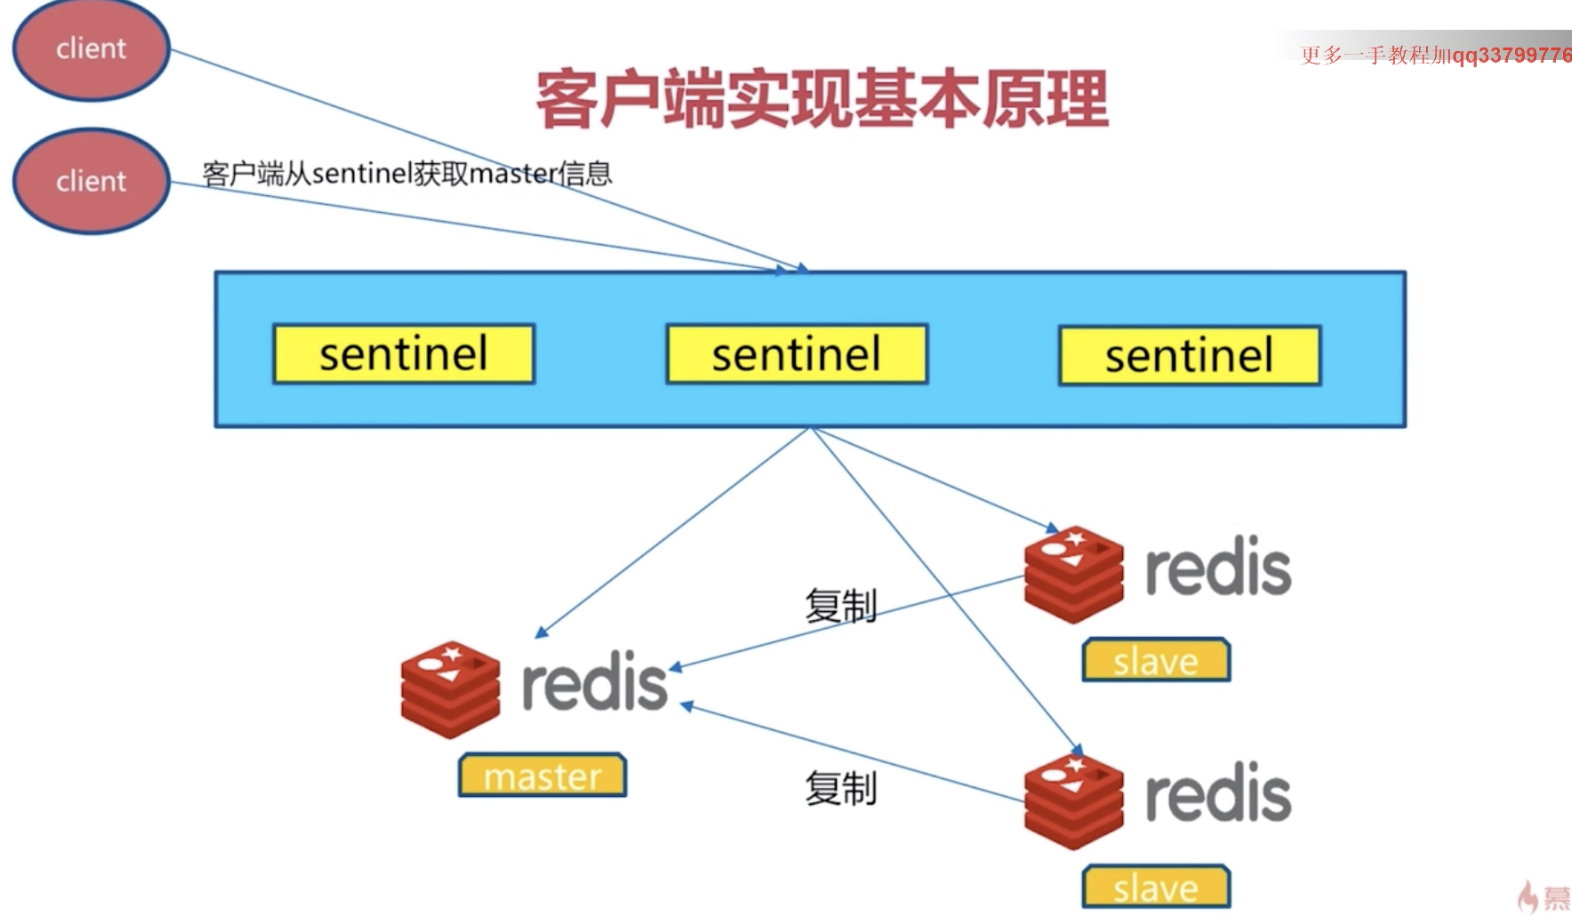 client
更多一手教程加qq33799776
客户端实现基本原理
client
客户端从sentinel获取master信息
sentinel
sentinel
sentinel
redis
复制
slave
redis
master
复制
redis
slave
慕